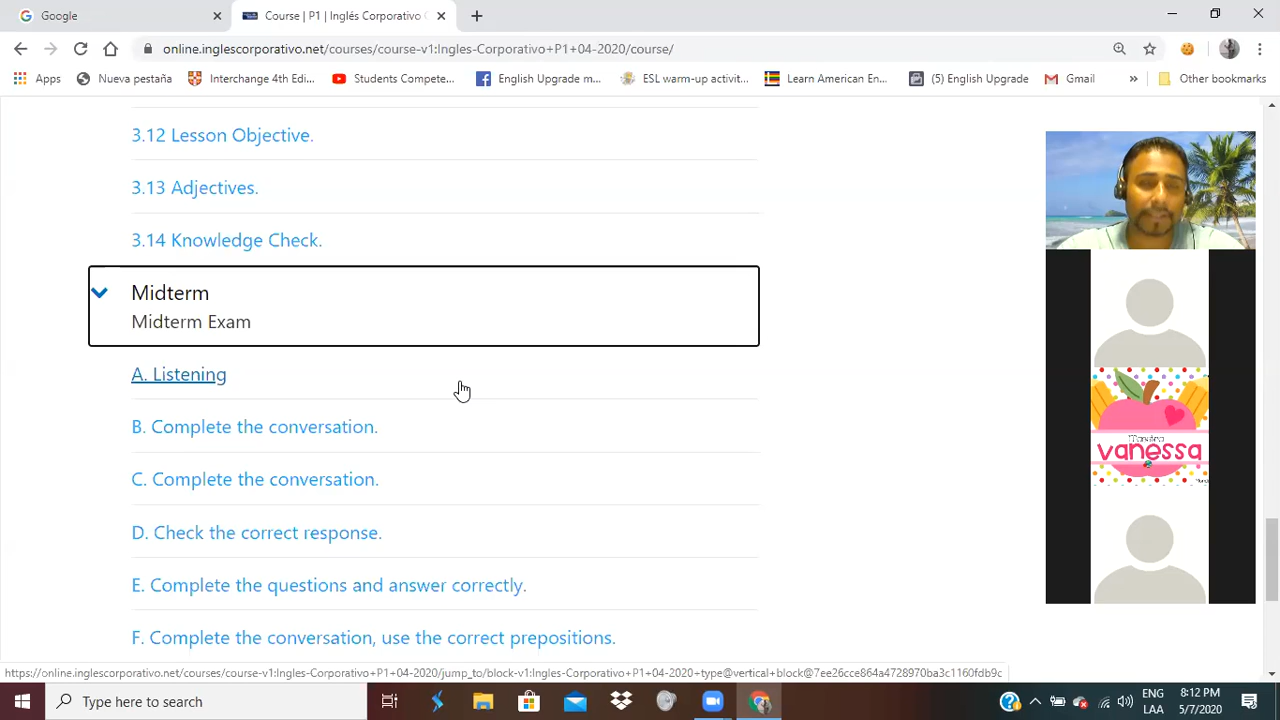 Google
Course | P1 | Inglés Corporativo
online.inglescorporativo.net/courses/course-v1:Ingles-Corporativo+P1+04-2020/course/
Apps
Nueva pestaña
Interchange 4th Edi...
Students Compete...
English Upgrade m...
ESL warm-up activit...
Learn American En...
(5) English Upgrade
Gmail
»
Other bookmarks
3.12 Lesson Objective.
3.13 Adjectives.
3.14 Knowledge Check.
Midterm
Midterm Exam
A. Listening
B. Complete the conversation.
C. Complete the conversation.
D. Check the correct response.
E. Complete the questions and answer correctly.
F. Complete the conversation, use the correct prepositions.
vanessa
https://online.inglescorporativo.net/courses/course-v1:Ingles-Corporativo+P1+04-2020/jump_to/block-v1:Ingles-Corporativo+P1+04-2020+type@vertical+block@7ee26cce864a4728970ba3c1160fdb9c
Type here to search
ENG
LAA
8:12 PM
5/7/2020